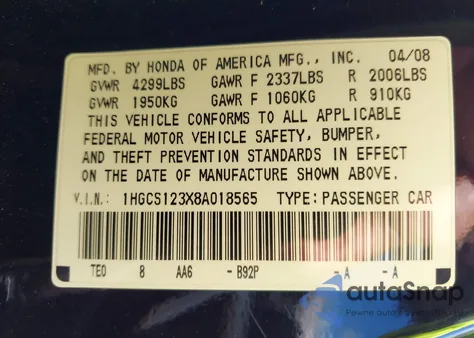 MFD. BY HONDA OF AMERICA MFG., INC. 04/08
GVWR 4299LBS GAWR F 2337LBS R 2006LBS
GVWR 1950KG GAWR F 1060KG R 910KG
THIS VEHICLE CONFORMS TO ALL APPLICABLE
FEDERAL MOTOR VEHICLE SAFETY, BUMPER,
AND THEFT PREVENTION STANDARDS IN EFFECT
ON THE DATE OF MANUFACTURE SHOWN ABOVE.
V.I.N.: 1HGCS123X8A018565 TYPE: PASSENGER CAR
TE0 8 AA6 -B92P -A -A
autoSnap
Pewne auto